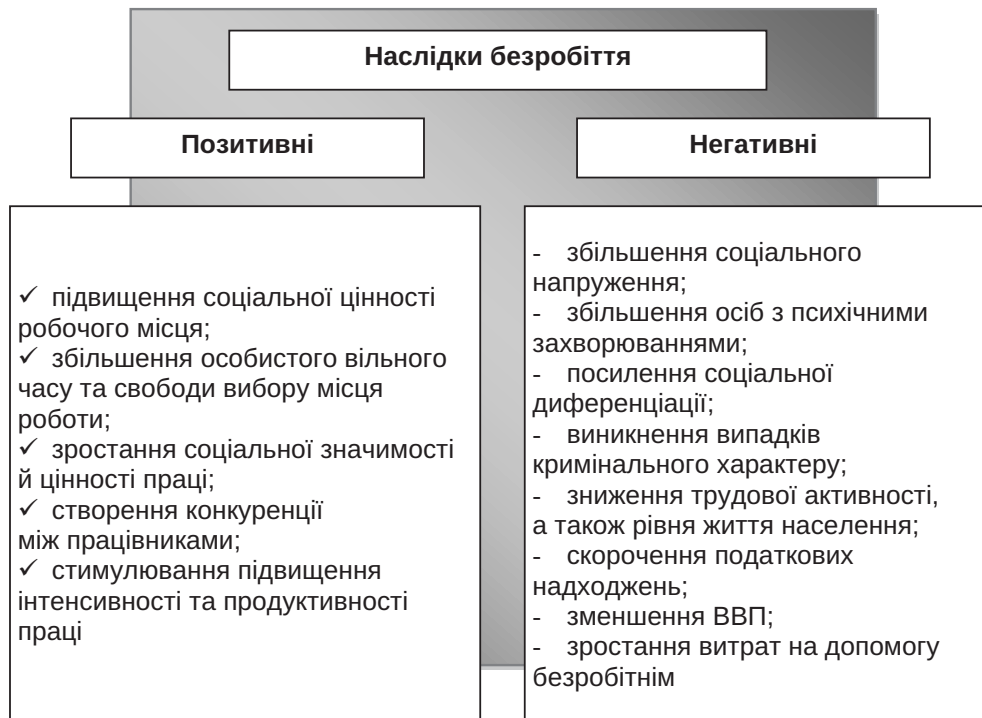 Наслідки безробіття
Позитивні
Негативні
✓ підвищення соціальної цінності
робочого місця;
✓ збільшення особистого вільного
часу та свободи вибору місця
роботи;
✓ зростання соціальної значимості
й цінності праці;
✓ створення конкуренції
між працівниками;
✓ стимулювання підвищення
інтенсивності та продуктивності
праці
- збільшення соціального
напруження;
- збільшення осіб з психічними
захворюваннями;
- посилення соціальної
диференціації;
- виникнення випадків
кримінального характеру;
- зниження трудової активності,
а також рівня життя населення;
- скорочення податкових
надходжень;
- зменшення ВВП;
- зростання витрат на допомогу
безробітнім